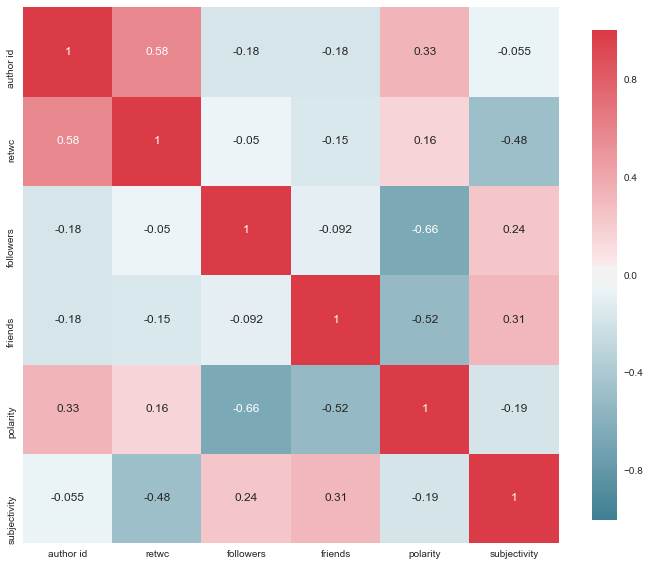 author id 1 0.58 -0.18 -0.18 0.33 -0.055
retwc 0.58 1 -0.05 -0.15 0.16 -0.48
followers -0.18 -0.05 1 -0.092 -0.66 0.24
friends -0.18 -0.15 -0.092 1 -0.52 0.31
polarity 0.33 0.16 -0.66 -0.52 1 -0.19
subjectivity -0.055 -0.48 0.24 0.31 -0.19 1
author id retwc followers friends polarity subjectivity
0.8
0.4
0.0
−0.4
−0.8